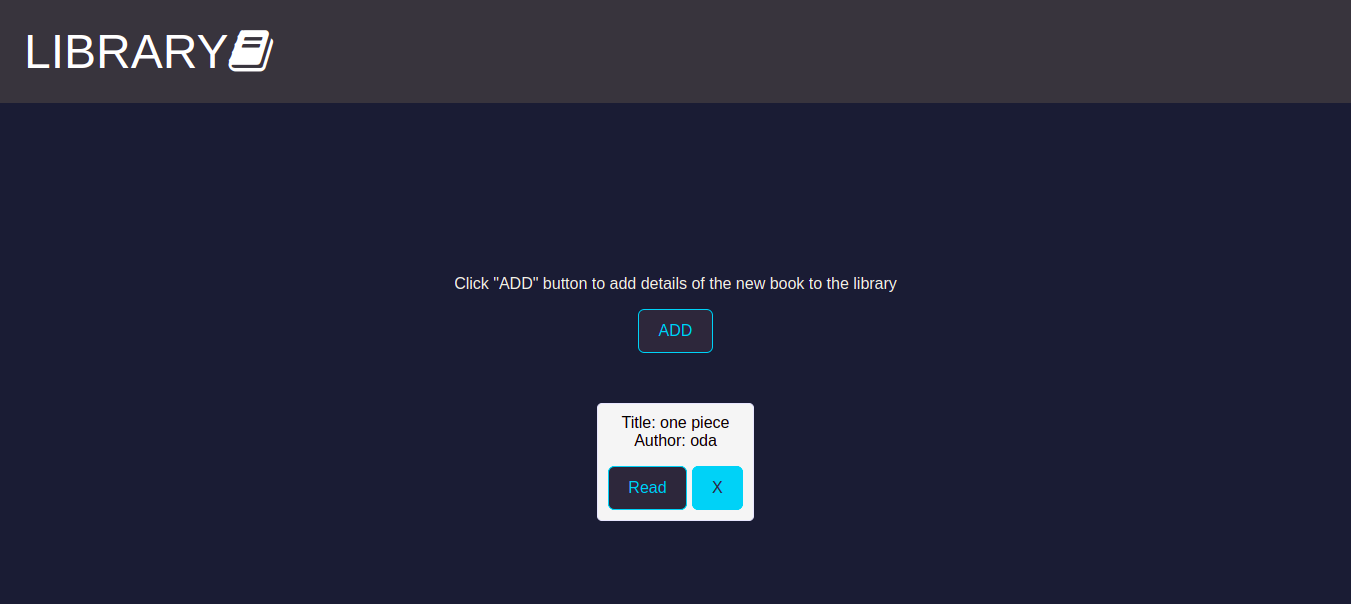 LIBRARY
Click "ADD" button to add details of the new book to the library
ADD
Title: one piece
Author: oda
Read X